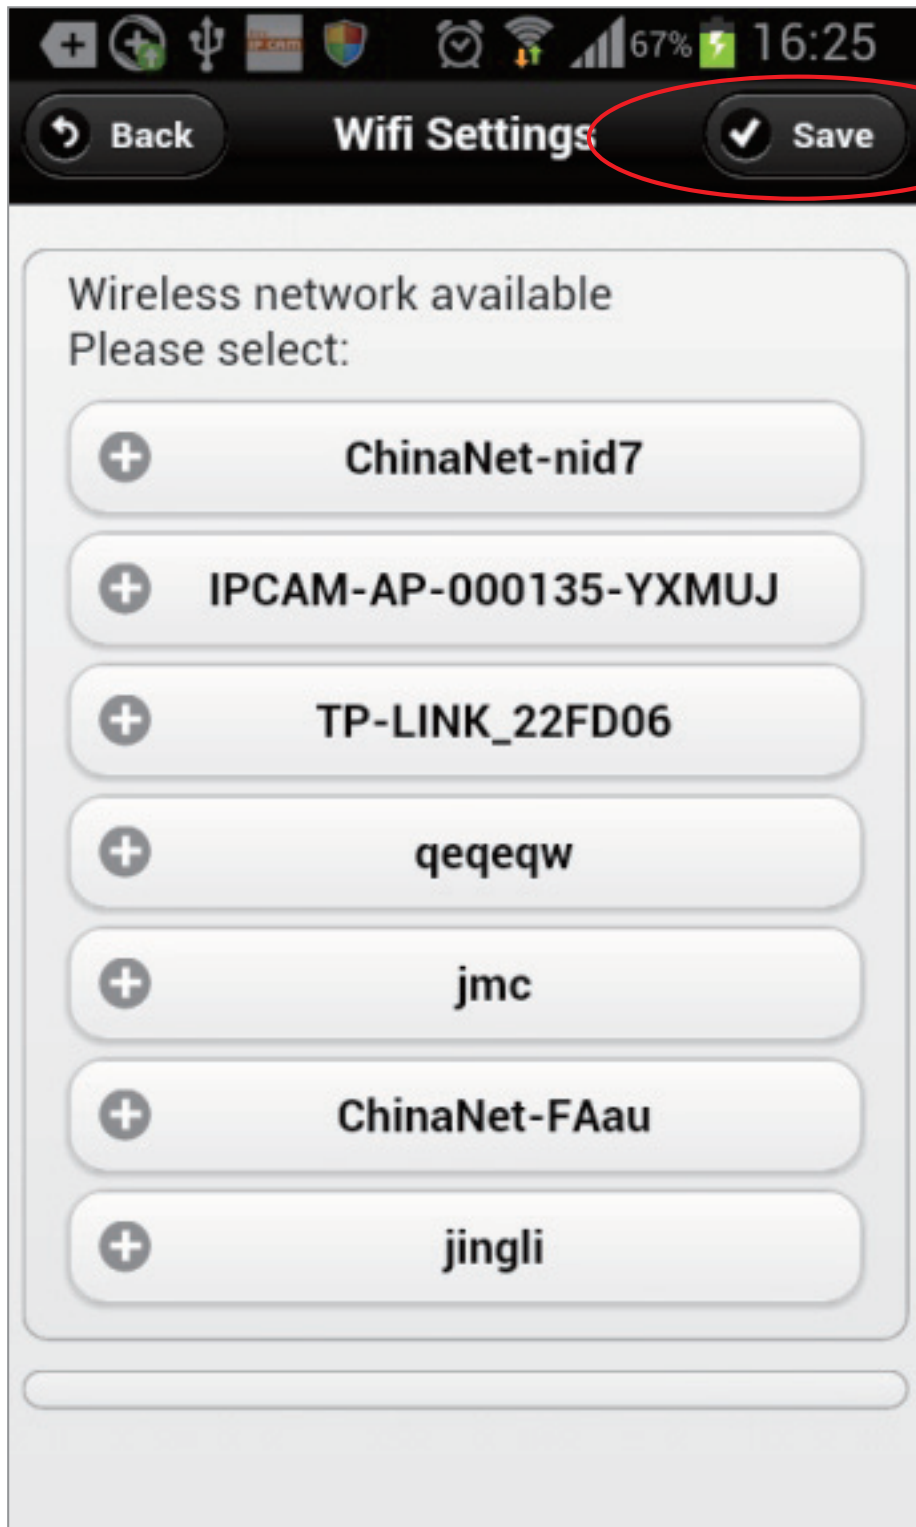 67% 16:25
Back Wifi Settings Save
Wireless network available
Please select:
ChinaNet-nid7
IPCAM-AP-000135-YXMUJ
TP-LINK_22FD06
qeqeqw
jmc
ChinaNet-FAau
jingli